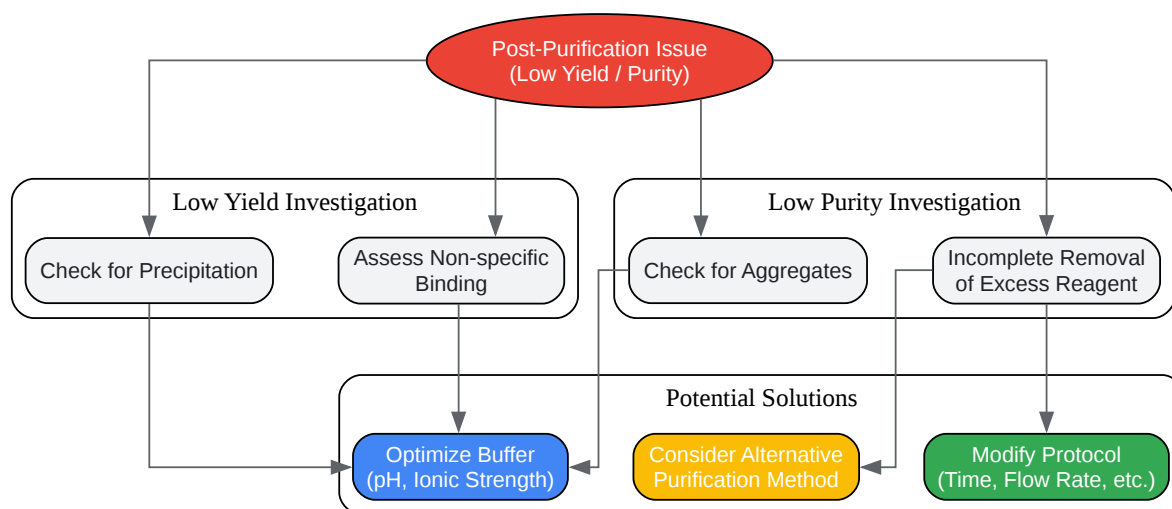 Post-Purification Issue
(Low Yield / Purity)
Low Yield Investigation
Low Purity Investigation
Check for Precipitation
Assess Non-specific
Binding
Check for Aggregates
Incomplete Removal
of Excess Reagent
Potential Solutions
Optimize Buffer
(pH, Ionic Strength)
Consider Alternative
Purification Method
Modify Protocol
(Time, Flow Rate, etc.)